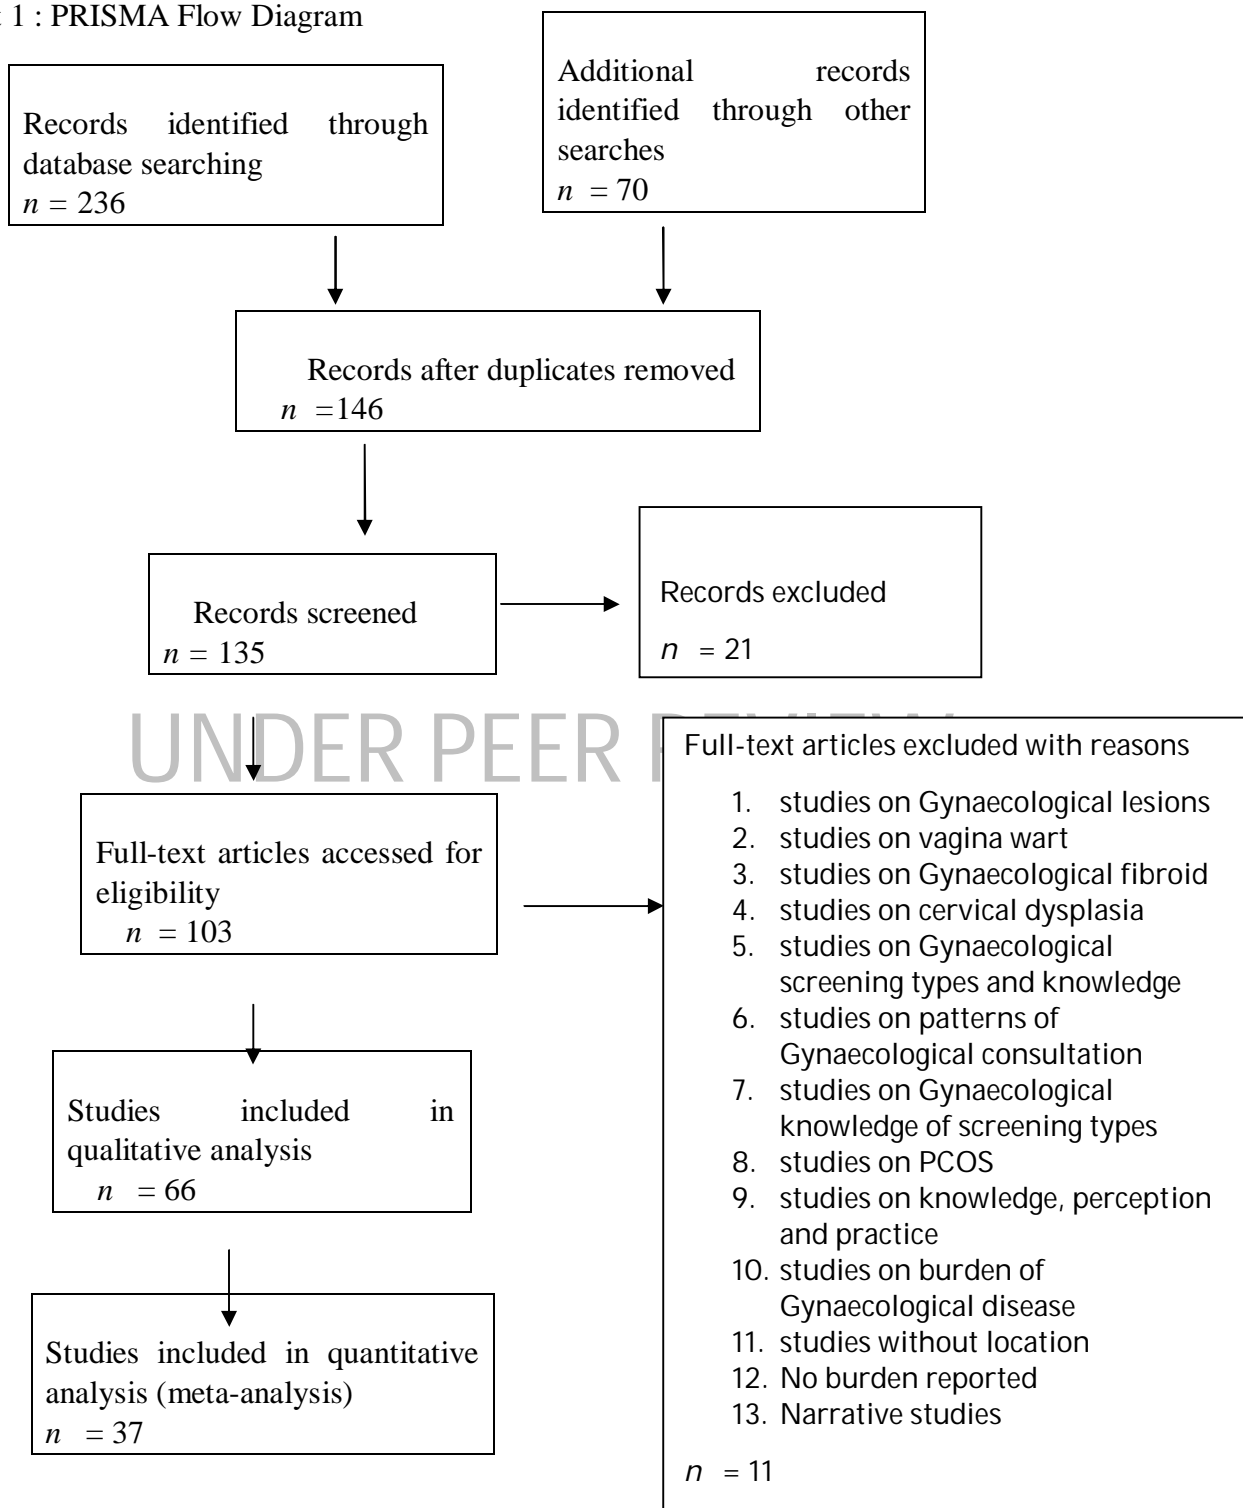 1 : PRISMA Flow Diagram
Records identified through
database searching
n = 236
Additional records
identified through other
searches
n = 70
Records after duplicates removed
n =146
Records screened
n = 135
Records excluded
n = 21
UNDER PEER
Full-text articles accessed for
eligibility
n = 103
Full-text articles excluded with reasons
1. studies on Gynaecological lesions
2. studies on vagina wart
3. studies on Gynaecological fibroid
4. studies on cervical dysplasia
5. studies on Gynaecological
screening types and knowledge
6. studies on patterns of
Gynaecological consultation
7. studies on Gynaecological
knowledge of screening types
8. studies on PCOS
9. studies on knowledge, perception
and practice
10. studies on burden of
Gynaecological disease
11. studies without location
12. No burden reported
13. Narrative studies
n = 11
Studies included in
qualitative analysis
n = 66
Studies included in quantitative
analysis (meta-analysis)
n = 37